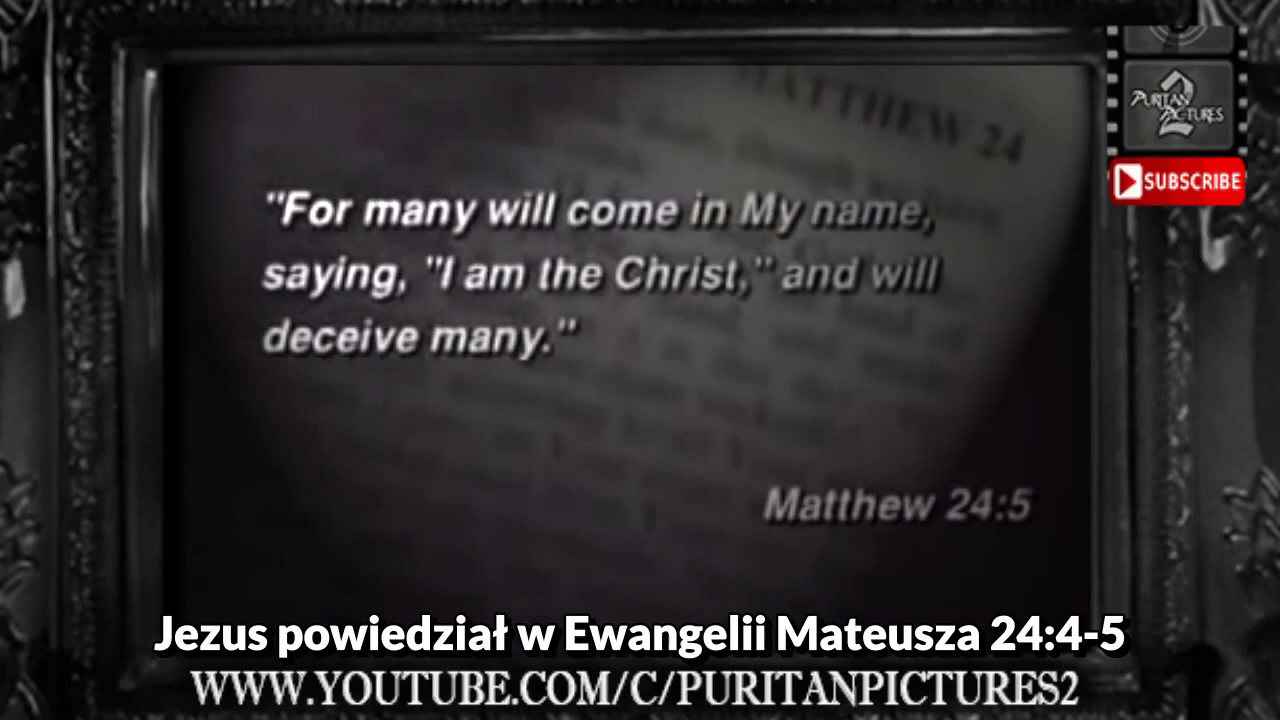 MATTHEW 24
PURITAN
2
PICTURES
SUBSCRIBE
"For many will come in My name,
saying, "I am the Christ," and will
deceive many."
Matthew 24:5
Jezus powiedział w Ewangelii Mateusza 24:4-5
WWW.YOUTUBE.COM/C/PURITANPICTURES2